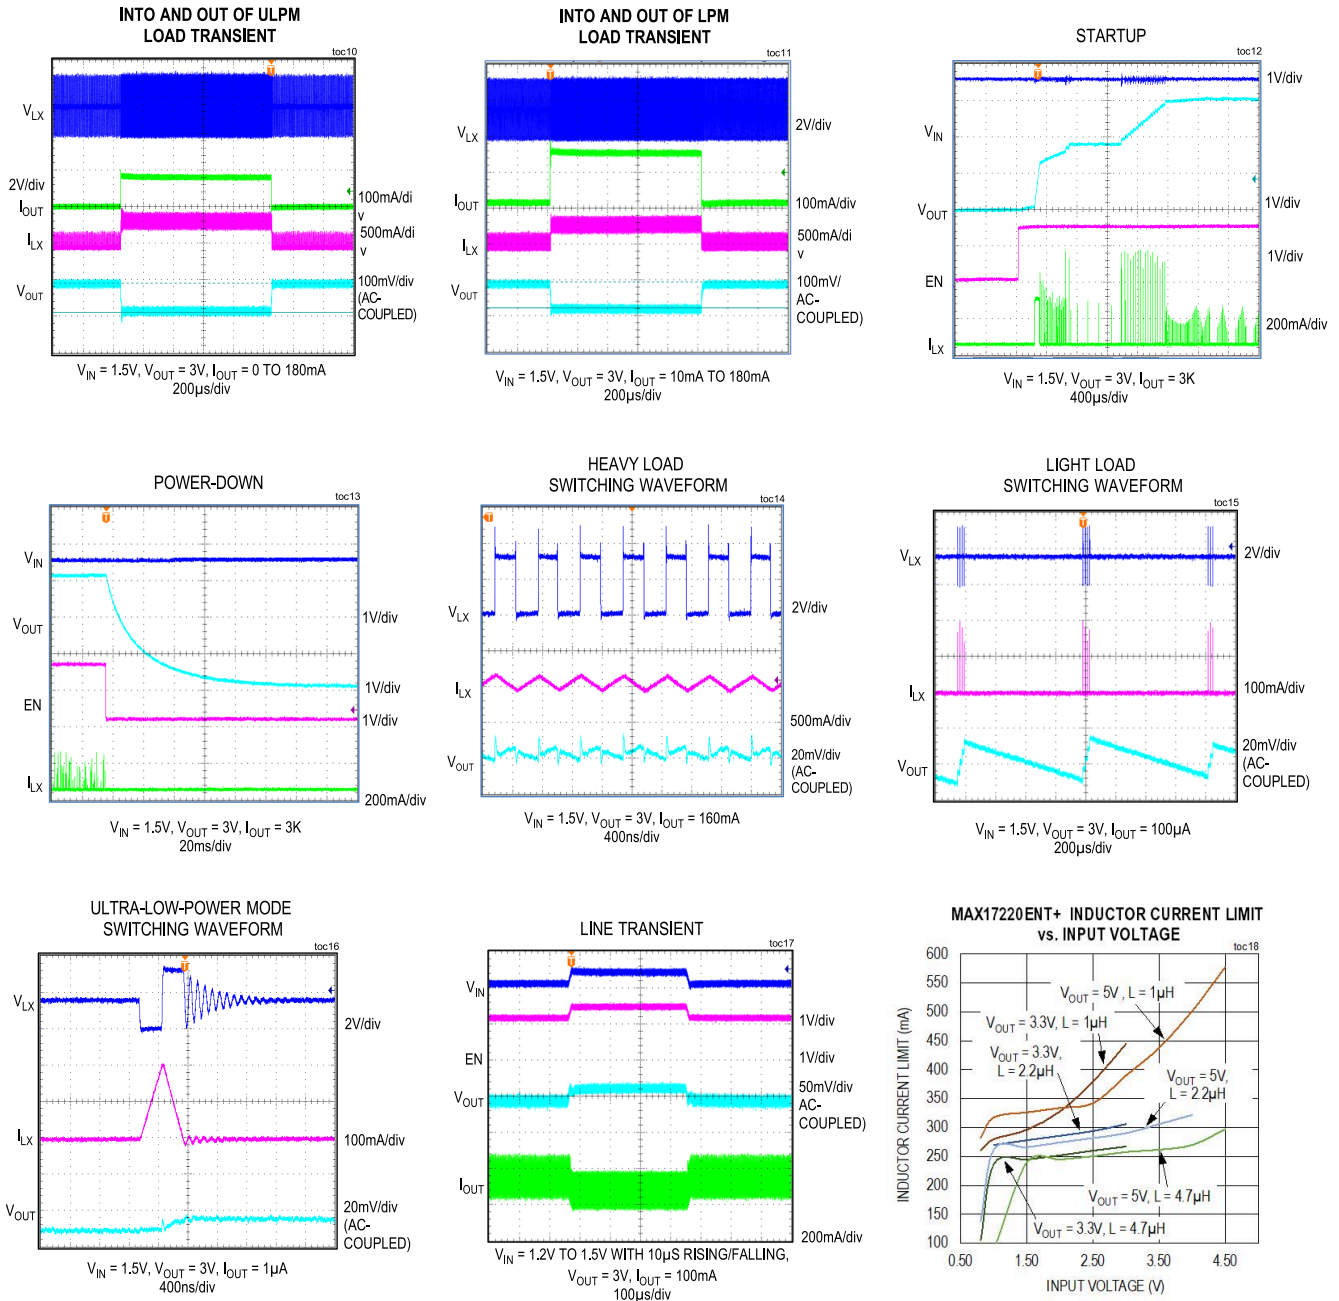 INTO AND OUT OF ULPM
LOAD TRANSIENT
toc10
T
VLX
2V/div
IOUT
100mA/di
v
ILX
500mA/di
v
VOUT
100mV/div
(AC-
COUPLED)
VIN = 1.5V, VOUT = 3V, IOUT = 0 TO 180mA
200µs/div
INTO AND OUT OF LPM
LOAD TRANSIENT
toc11
T
VLX
2V/div
IOUT
100mA/div
ILX
500mA/di
v
VOUT
100mV/
AC-
COUPLED)
VIN = 1.5V, VOUT = 3V, IOUT = 10mA TO 180mA
200µs/div
STARTUP
toc12
T
1V/div
VIN
VOUT
1V/div
1V/div
EN
200mA/div
ILX
VIN = 1.5V, VOUT = 3V, IOUT = 3K
400µs/div
POWER-DOWN
toc13
T
VIN
1V/div
VOUT
1V/div
EN
1V/div
ILX
200mA/div
VIN = 1.5V, VOUT = 3V, IOUT = 3K
20ms/div
HEAVY LOAD
SWITCHING WAVEFORM
toc14
T
VLX
2V/div
ILX
500mA/div
VOUT
20mV/div
(AC-
COUPLED)
VIN = 1.5V, VOUT = 3V, IOUT = 160mA
400ns/div
LIGHT LOAD
SWITCHING WAVEFORM
toc15
T
VLX
2V/div
ILX
100mA/div
VOUT
20mV/div
(AC-
COUPLED)
VIN = 1.5V, VOUT = 3V, IOUT = 100µA
200µs/div
ULTRA-LOW-POWER MODE
SWITCHING WAVEFORM
toc16
T
VLX
2V/div
ILX
100mA/div
VOUT
20mV/div
(AC-
COUPLED)
VIN = 1.5V, VOUT = 3V, IOUT = 1µA
400ns/div
LINE TRANSIENT
toc17
T
VIN
1V/div
EN
1V/div
VOUT
50mV/div
AC-
COUPLED)
IOUT
200mA/div
VIN = 1.2V TO 1.5V WITH 10µS RISING/FALLING,
VOUT = 3V, IOUT = 100mA
100µs/div
MAX17220ENT+ INDUCTOR CURRENT LIMIT
vs. INPUT VOLTAGE
toc18
INDUCTOR CURRENT LIMIT (mA)
600
550
500
450
400
350
300
250
200
150
100
VOUT = 5V, L = 1µH
VOUT = 3.3V, L = 1µH
VOUT = 3.3V,
L = 2.2µH
VOUT = 5V,
L = 2.2µH
VOUT = 5V, L = 4.7µH
VOUT = 3.3V, L = 4.7µH
0.50 1.50 2.50 3.50 4.50
INPUT VOLTAGE (V)